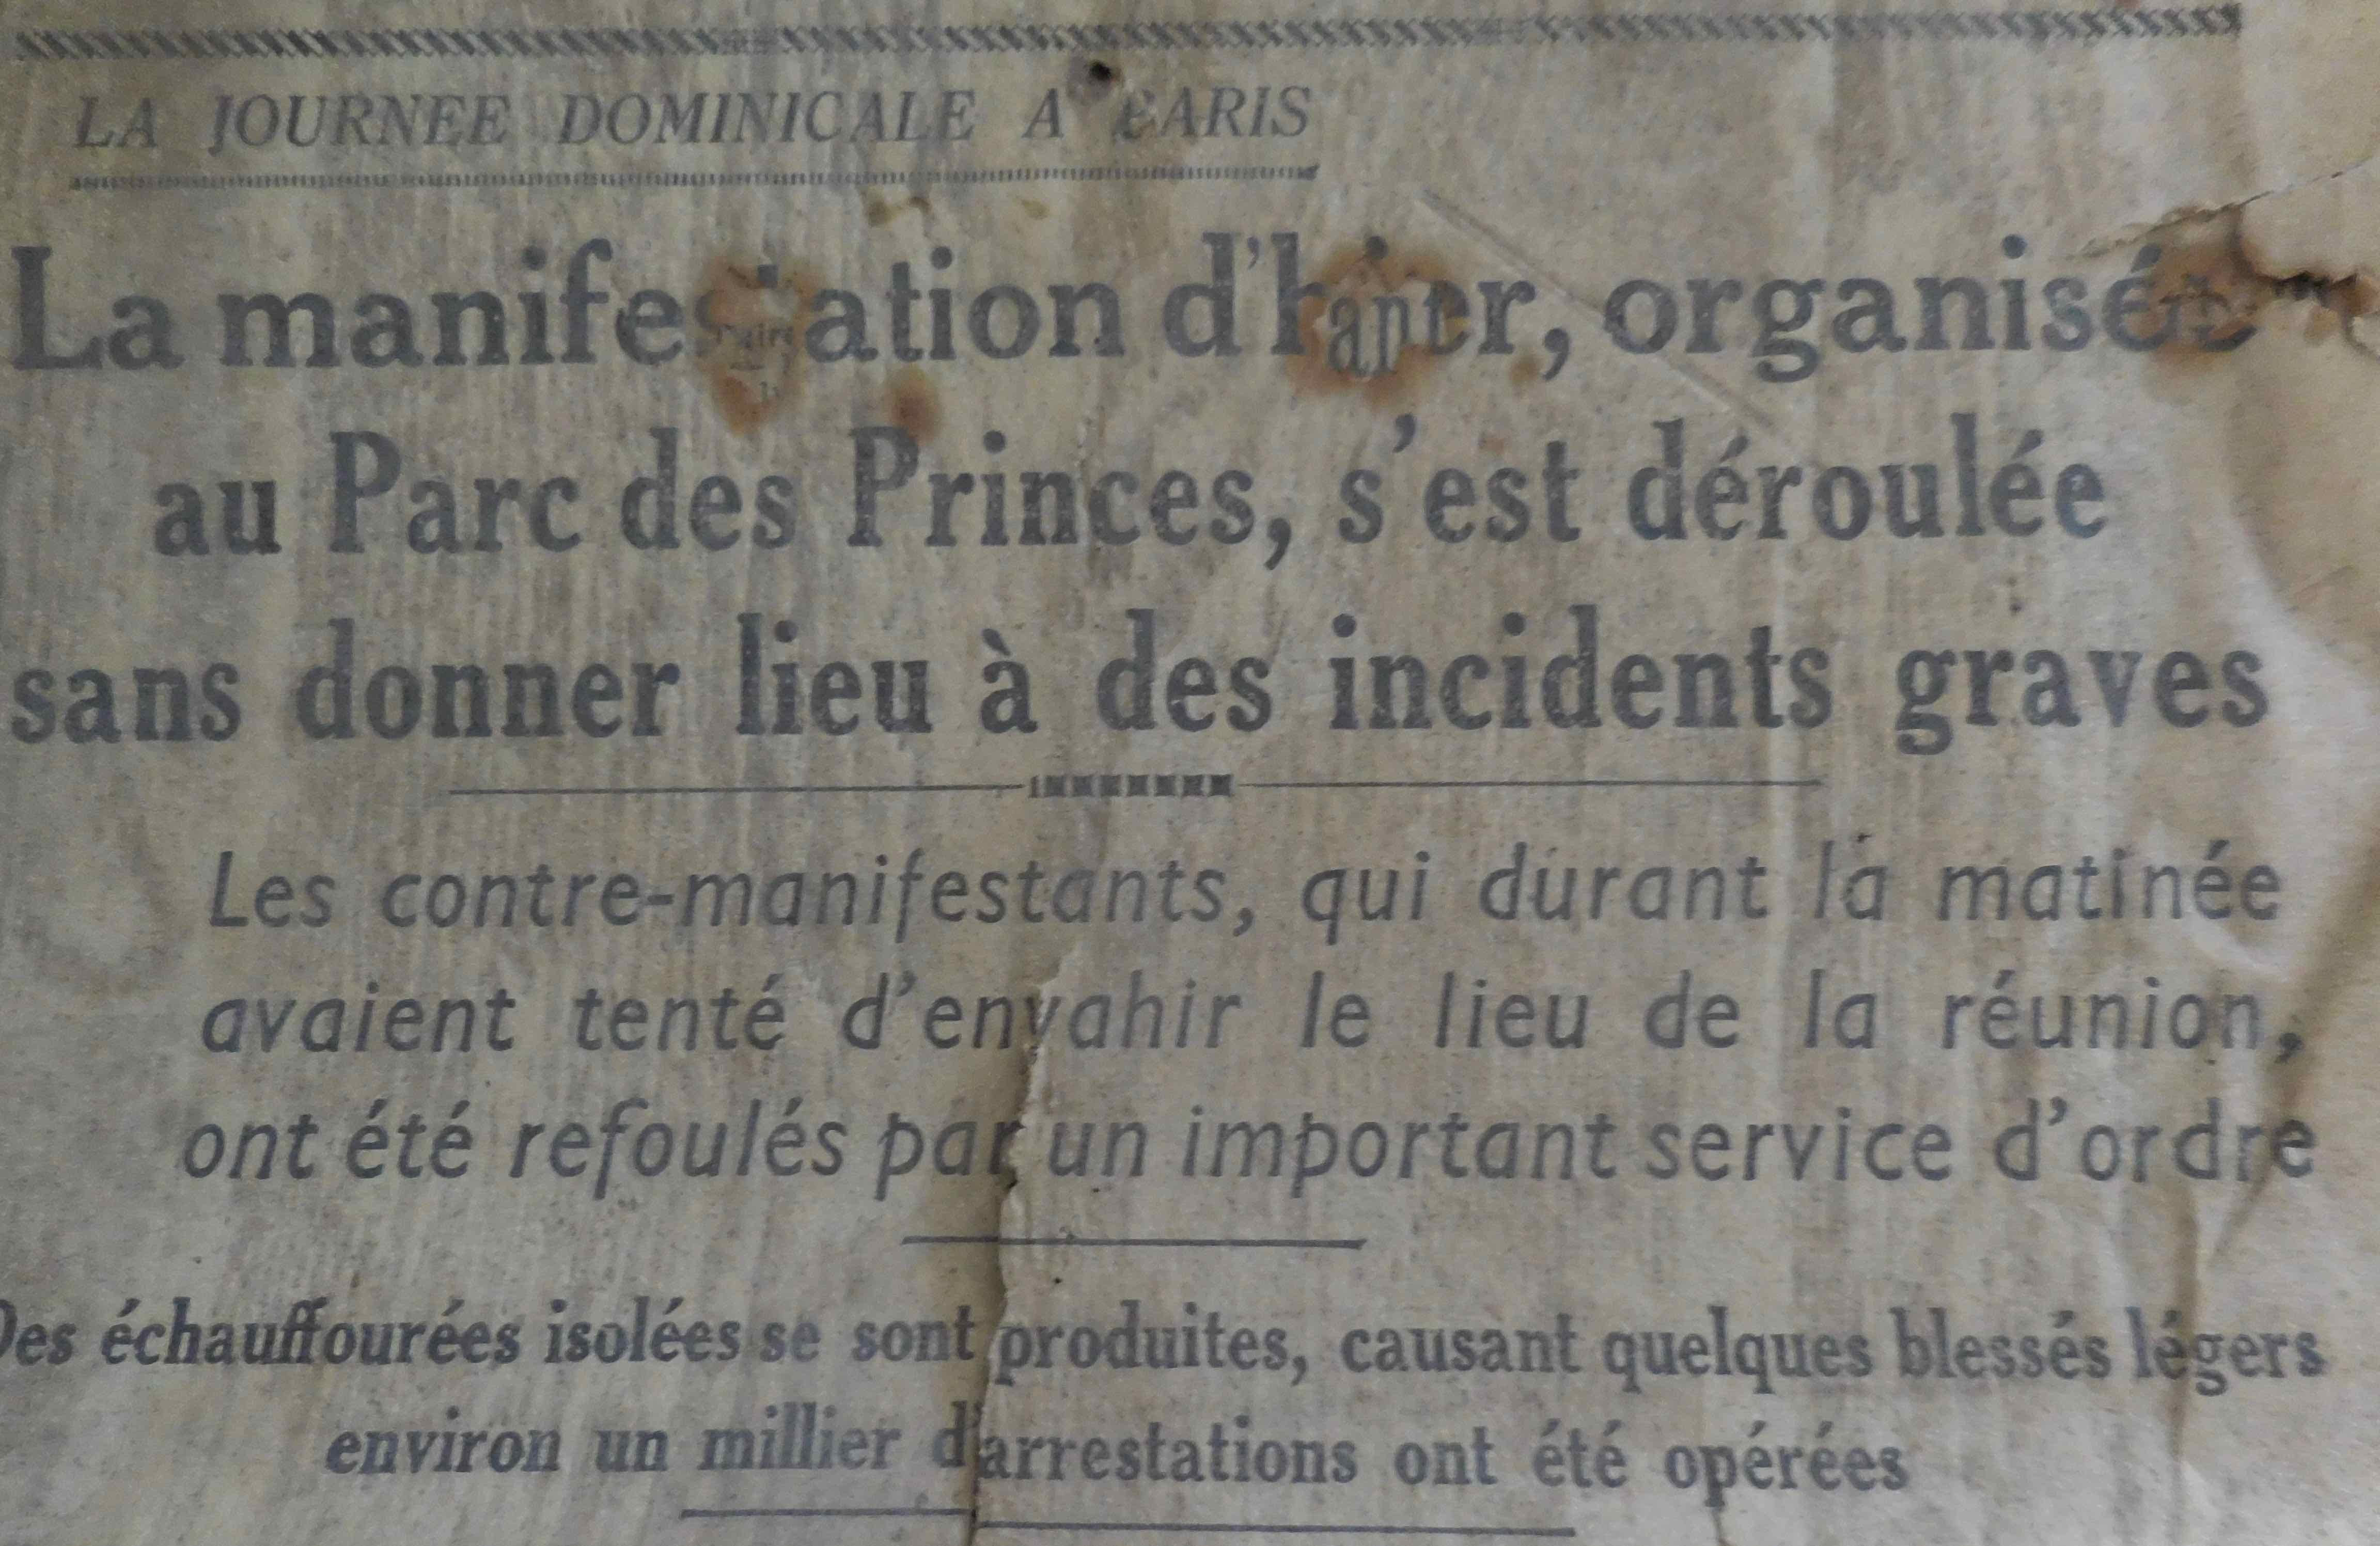 LA JOURNEE DOMINICALE A PARIS
La manifestation d'hier, organisée
au Parc des Princes, s'est déroulée
sans donner lieu à des incidents graves
Les contre-manifestants, qui durant la matinée
avaient tenté d'envahir le lieu de la réunion,
ont été refoulés par un important service d'ordre
Des échauffourées isolées se sont produites, causant quelques blessés légers
environ un millier d'arrestations ont été opérées